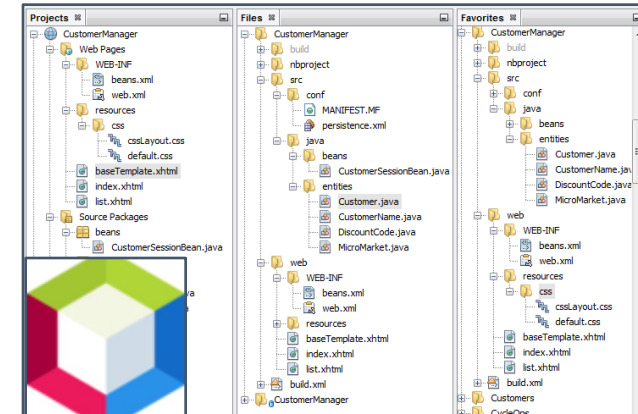 Projects
CustomerManager
Web Pages
WEB-INF
beans.xml
web.xml
resources
css
cssLayout.css
default.css
baseTemplate.xhtml
index.xhtml
list.xhtml
Source Packages
beans
CustomerSessionBean.java
Files
CustomerManager
build
nbproject
src
conf
MANIFEST.MF
persistence.xml
java
beans
CustomerSessionBean.java
entities
Customer.java
CustomerName.java
DiscountCode.java
MicroMarket.java
web
WEB-INF
beans.xml
web.xml
resources
baseTemplate.xhtml
index.xhtml
list.xhtml
build.xml
CustomerManager
Favorites
CustomerManager
build
nbproject
src
conf
java
beans
entities
Customer.java
CustomerName.jav
DiscountCode.java
MicroMarket.java
web
WEB-INF
beans.xml
web.xml
resources
css
cssLayout.css
default.css
baseTemplate.xhtml
index.xhtml
list.xhtml
build.xml
Customers